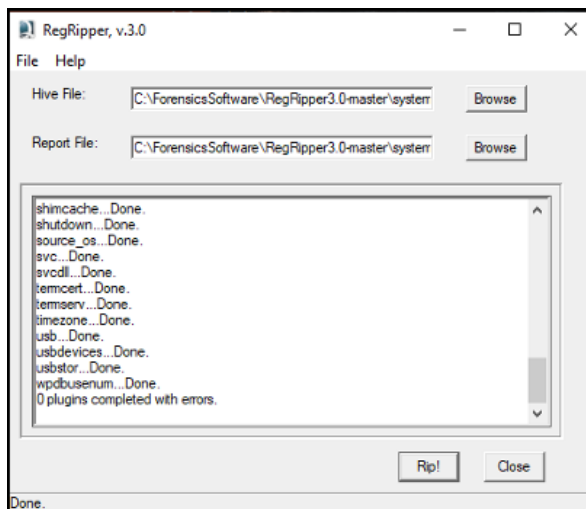 RegRipper, v.3.0
File Help
Hive File: C:\ForensicsSoftware\RegRipper3.0-master\system Browse
Report File: C:\ForensicsSoftware\RegRipper3.0-master\system Browse
shimcache...Done.
shutdown...Done.
source_os...Done.
svc...Done.
svcdll...Done.
termcert...Done.
termserv...Done.
timezone...Done.
usb...Done.
usbdevices...Done.
usbstor...Done.
wpdbusenum...Done.
0 plugins completed with errors.
Rip! Close
Done.